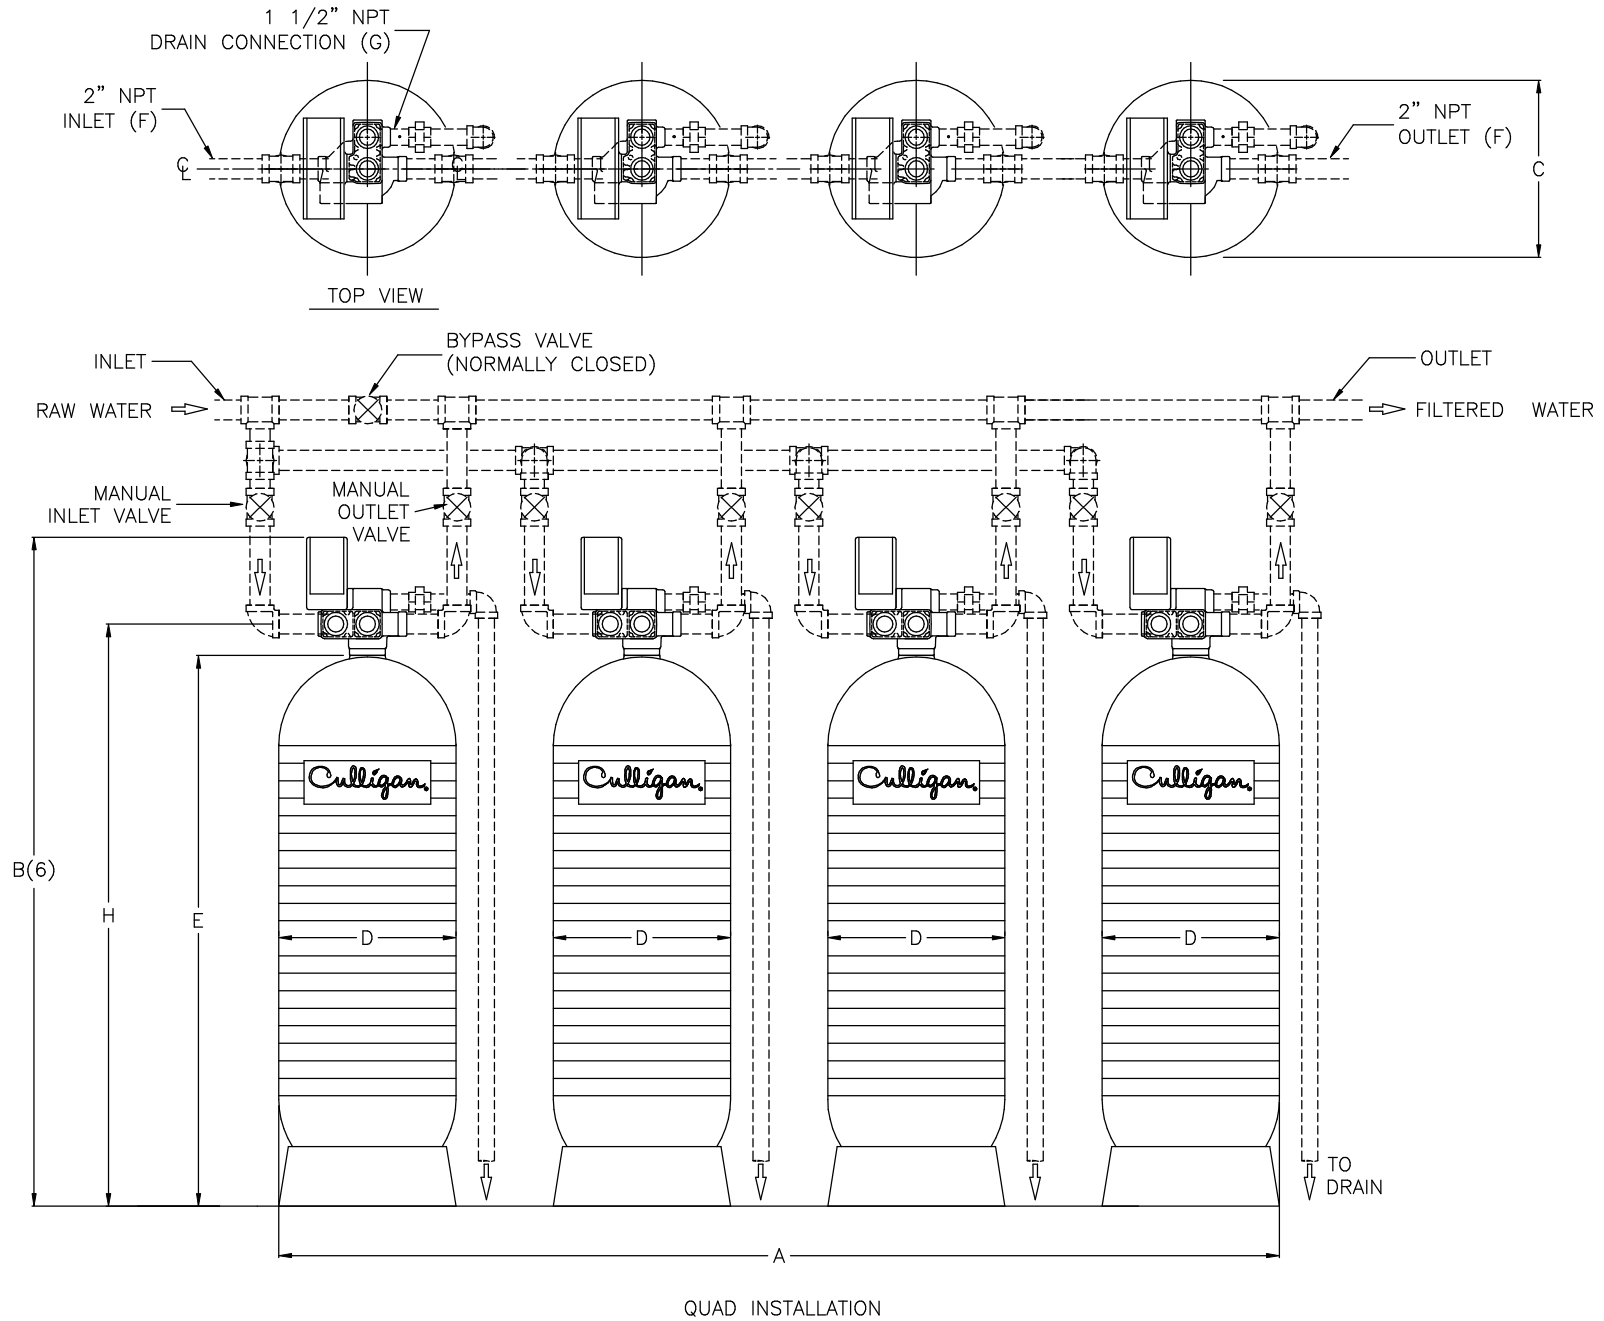 1 1/2" NPT
DRAIN CONNECTION (G)
2" NPT
INLET (F)
2" NPT
OUTLET (F)
℄
℄
C
TOP VIEW
BYPASS VALVE
(NORMALLY CLOSED)
INLET
OUTLET
RAW WATER
FILTERED WATER
MANUAL
INLET VALVE
MANUAL
OUTLET
VALVE
Culligan®
Culligan®
Culligan®
Culligan®
B(6)
H
E
D
D
D
D
TO
DRAIN
A
QUAD INSTALLATION